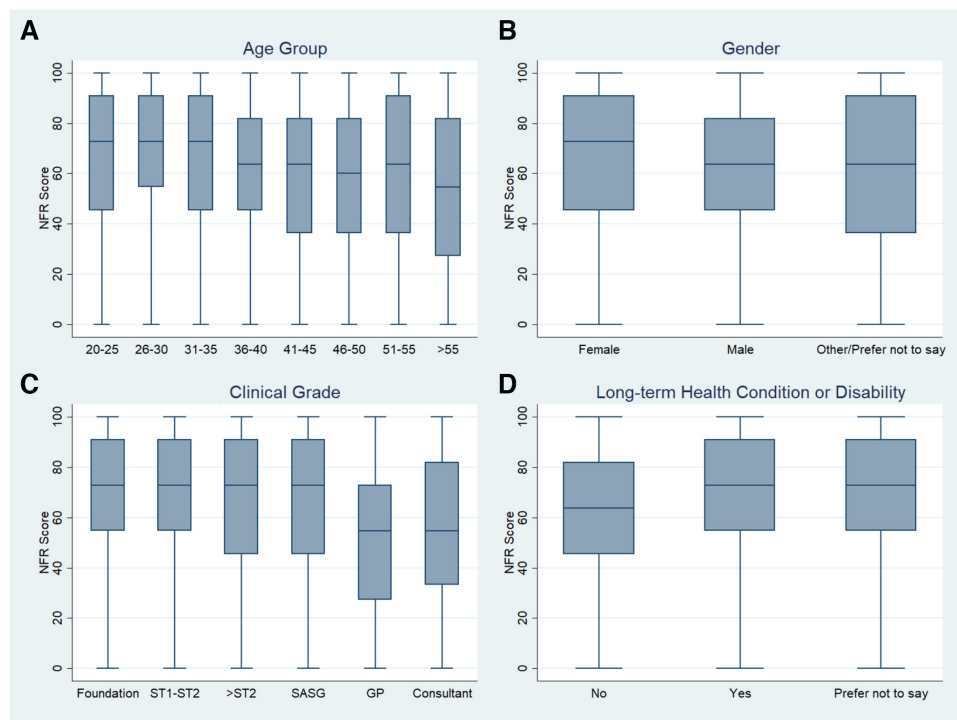 A
Age Group
NFR Score
100
80
60
40
20
0
20-25 26-30 31-35 36-40 41-45 46-50 51-55 >55
B
Gender
NFR Score
100
80
60
40
20
0
Female Male Other/Prefer not to say
C
Clinical Grade
NFR Score
100
80
60
40
20
0
Foundation ST1-ST2 >ST2 SASG GP Consultant
D
Long-term Health Condition or Disability
NFR Score
100
80
60
40
20
0
No Yes Prefer not to say